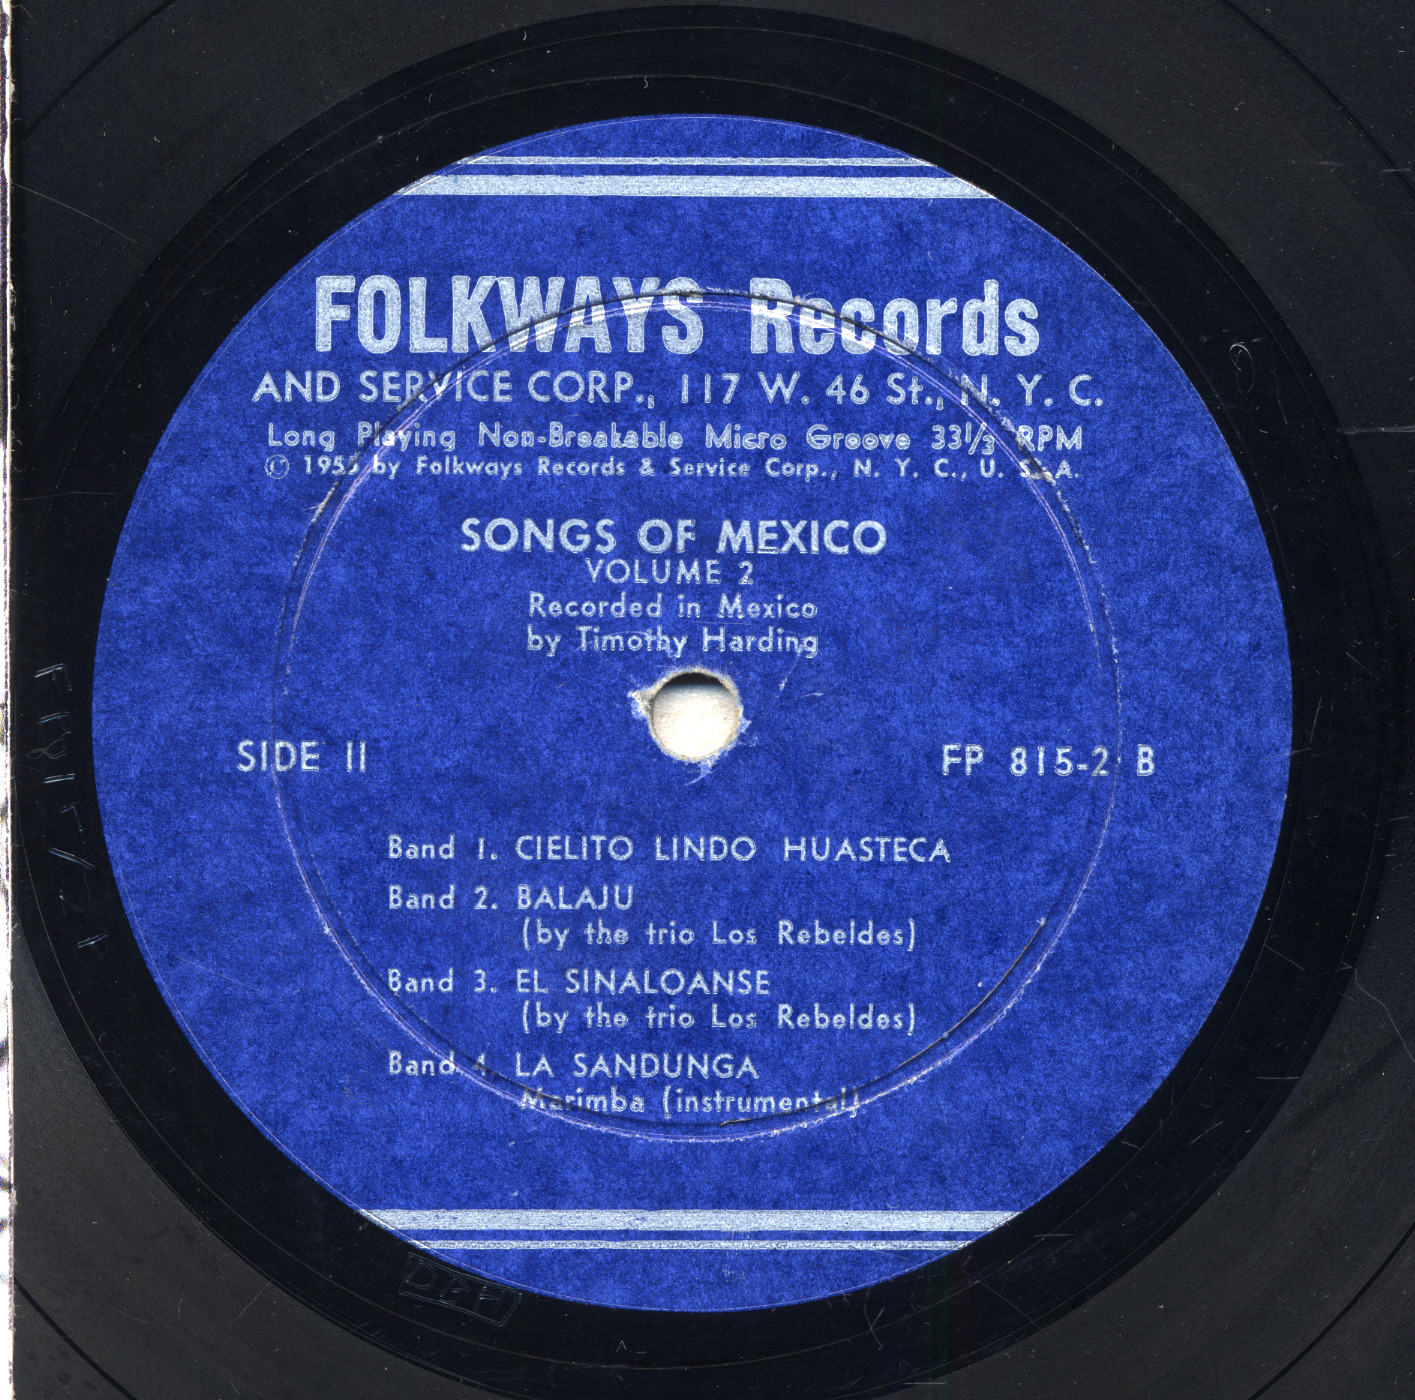 FOLKWAYS Records
AND SERVICE CORP., 117 W. 46 St., N. Y. C.
Long Playing Non-Breakable Micro Groove 33 1/3 RPM
© 1955 by Folkways Records & Service Corp., N. Y. C., U. S. A.
SONGS OF MEXICO
VOLUME 2
Recorded in Mexico
by Timothy Harding
SIDE II FP 815-2 B
Band 1. CIELITO LINDO HUASTECA
Band 2. BALAJU
(by the trio Los Rebeldes)
Band 3. EL SINALOANSE
(by the trio Los Rebeldes)
Band 4. LA SANDUNGA
Marimba (instrumental)